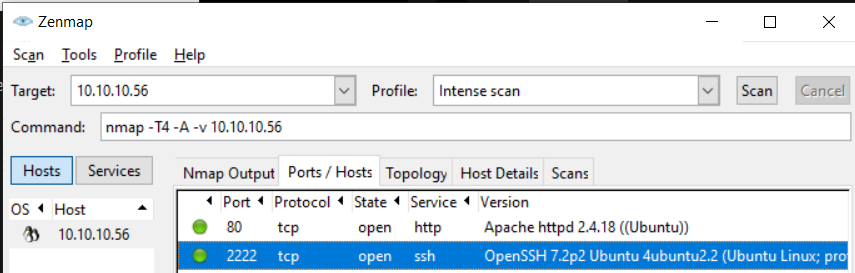 Zenmap
Scan Tools Profile Help
Target: 10.10.10.56 Profile: Intense scan Scan Cancel
Command: nmap -T4 -A -v 10.10.10.56
Hosts Services Nmap Output Ports / Hosts Topology Host Details Scans
OS Host Port Protocol State Service Version
10.10.10.56 80 tcp open http Apache httpd 2.4.18 ((Ubuntu))
2222 tcp open ssh OpenSSH 7.2p2 Ubuntu 4ubuntu2.2 (Ubuntu Linux; pro